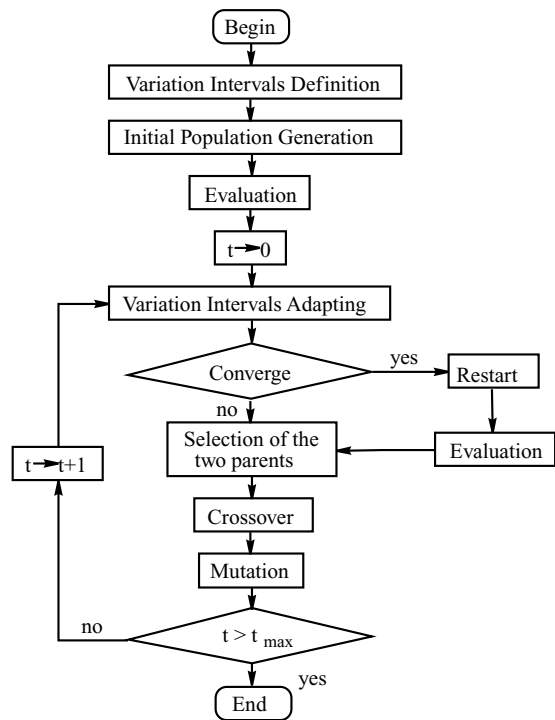 Begin
Variation Intervals Definition
Initial Population Generation
Evaluation
t→0
Variation Intervals Adapting
Converge
yes
Restart
no
Selection of the
two parents
Evaluation
t→t+1
Crossover
Mutation
no
t > t max
yes
End